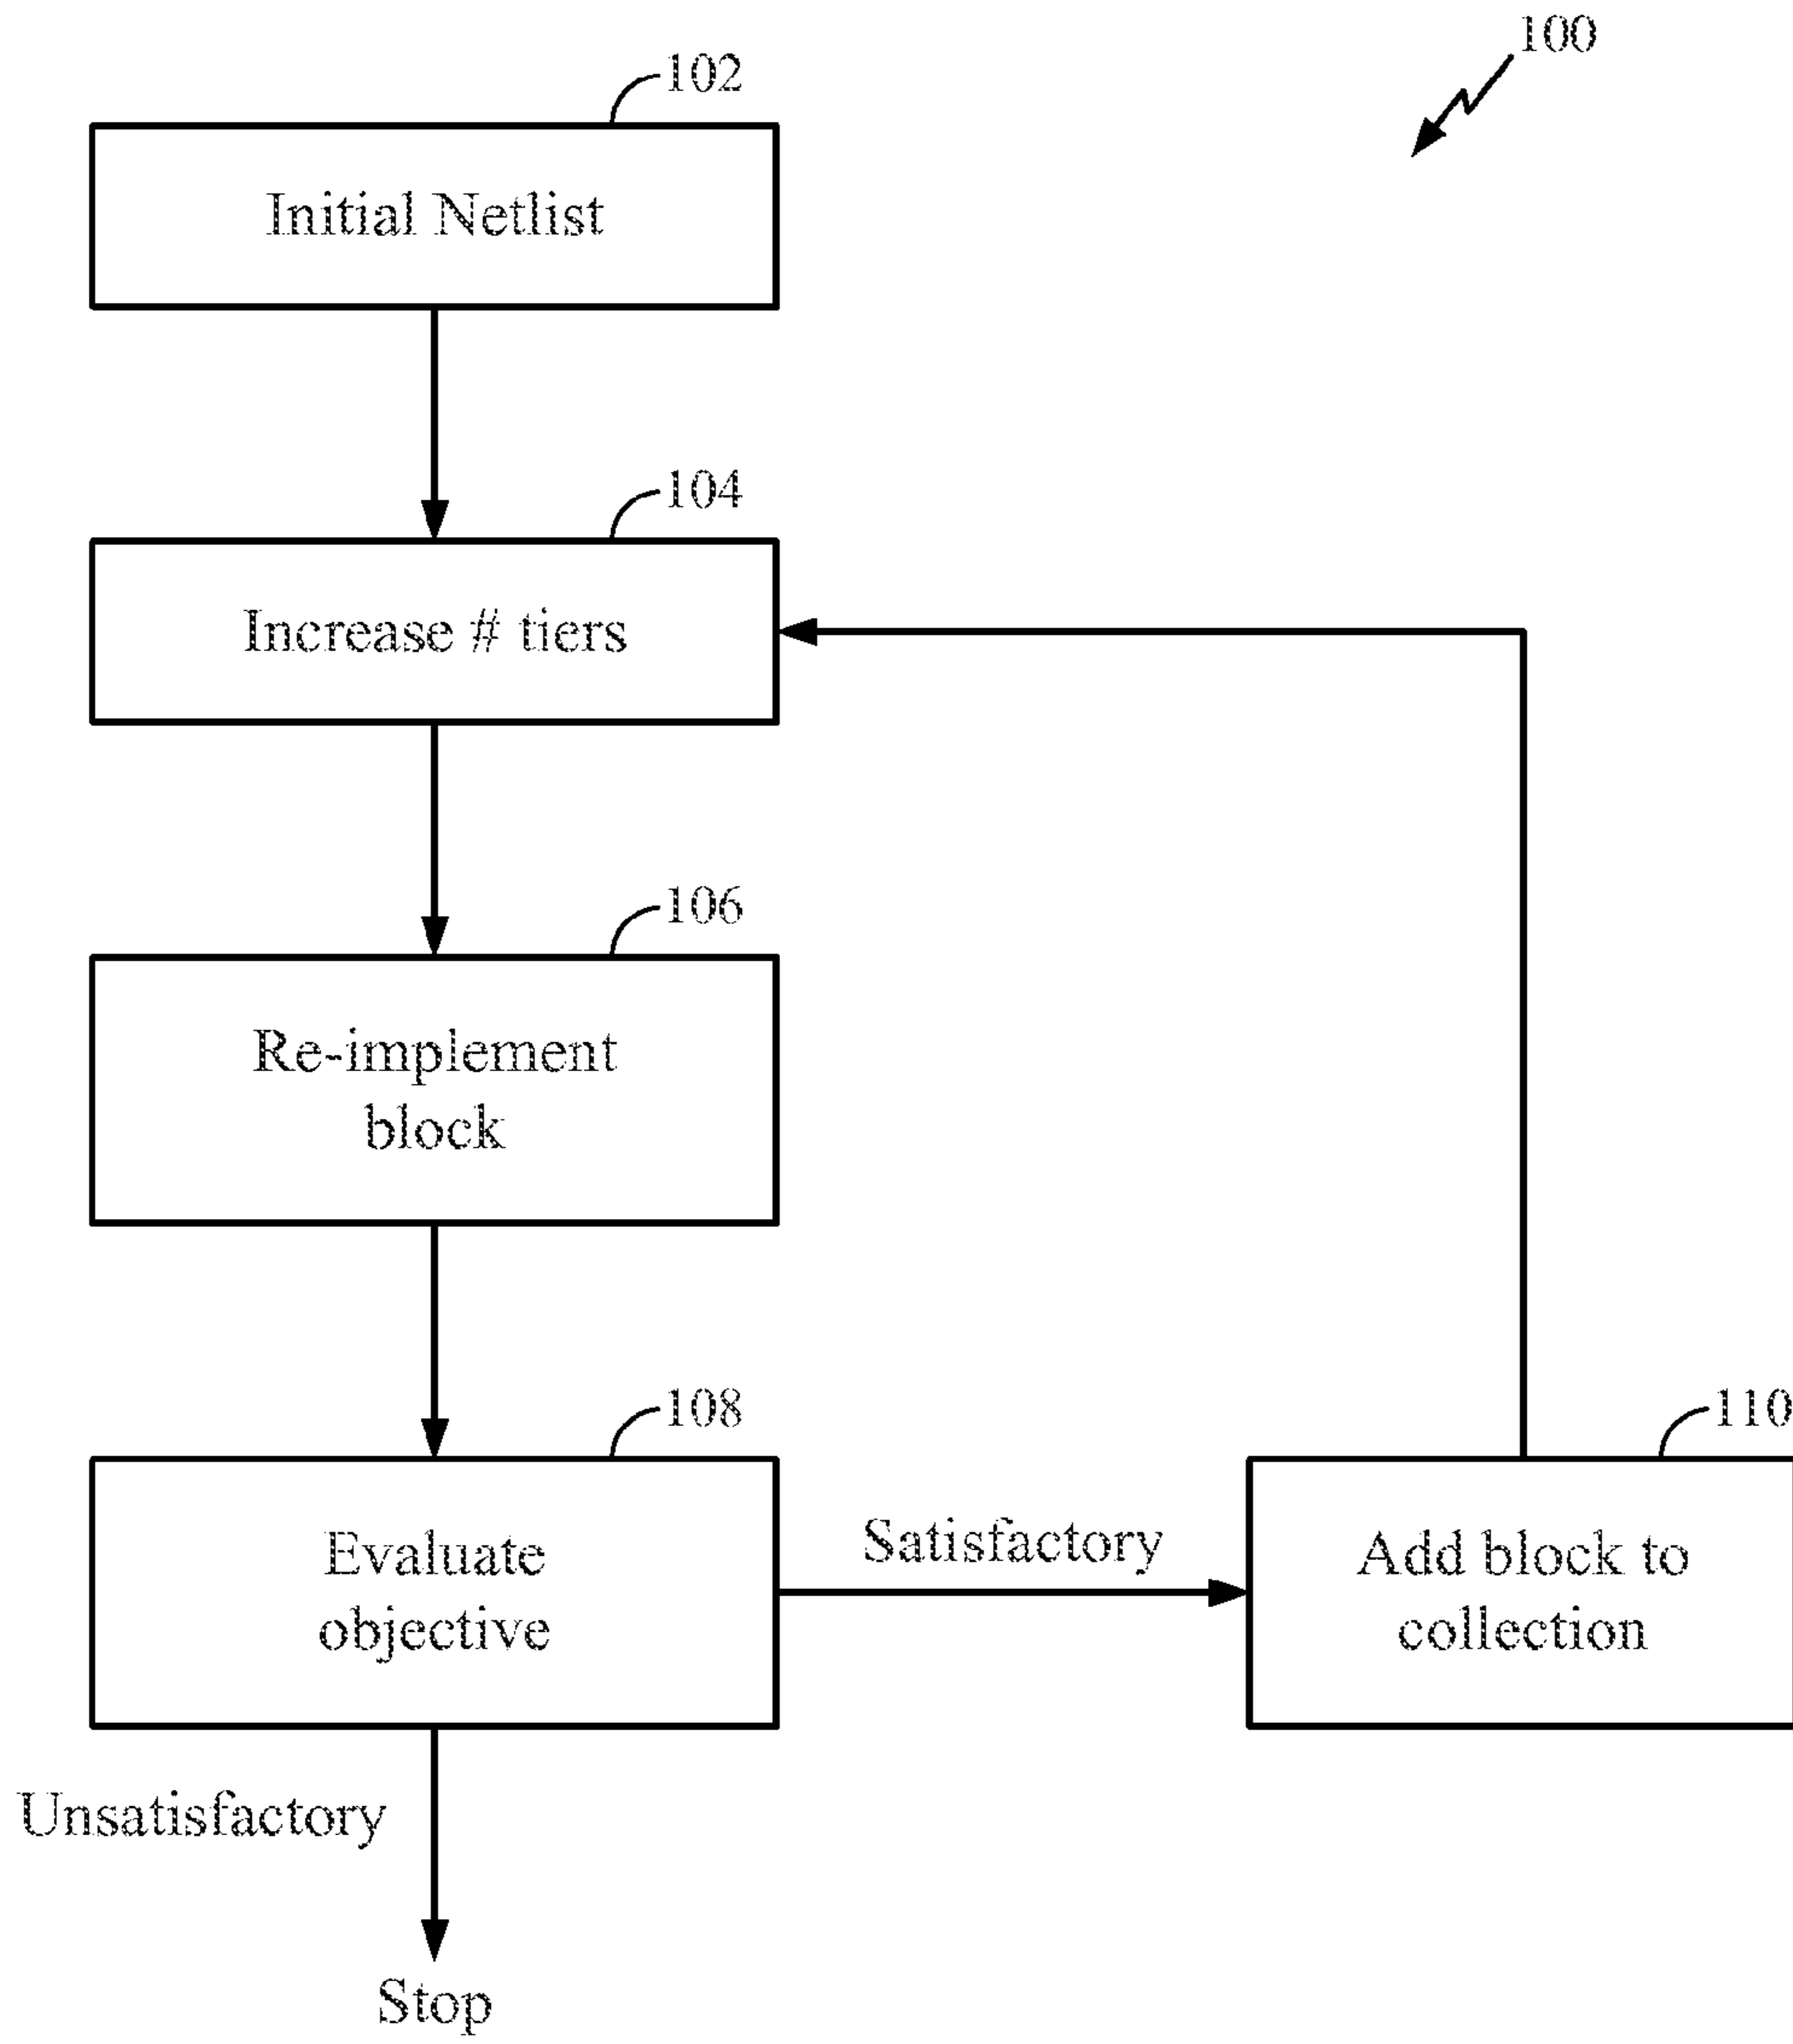 100
102
Initial Netlist
104
Increase # tiers
106
Re-implement
block
108
Evaluate
objective
Satisfactory
110
Add block to
collection
Unsatisfactory
Stop